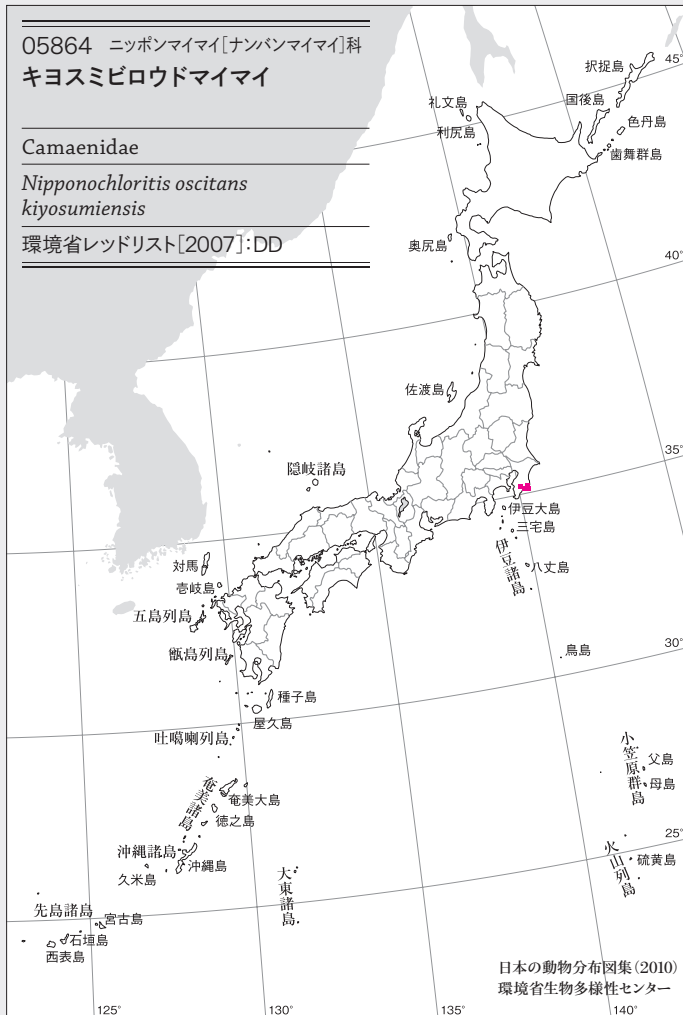 05864 ニッポンマイマイ[ナンバンマイマイ]科
キヨスミビロウドマイマイ
Camaenidae
Nipponochloritis oscitans
kiyosumiensis
環境省レッドリスト[2007]:DD
択捉島
45°
国後島
礼文島
色丹島
利尻島
歯舞群島
奥尻島
40°
佐渡島
35°
隠岐諸島
伊豆大島
三宅島
伊豆諸島
八丈島
対馬
壱岐島
五島列島
甑島列島
鳥島
30°
種子島
屋久島
吐噶喇列島
小笠原群島
父島
母島
奄美諸島
奄美大島
徳之島
25°
沖縄諸島
沖縄島
久米島
火山列島
硫黄島
大東諸島
先島諸島
宮古島
石垣島
西表島
日本の動物分布図集(2010)
環境省生物多様性センター
125°
130°
135°
140°